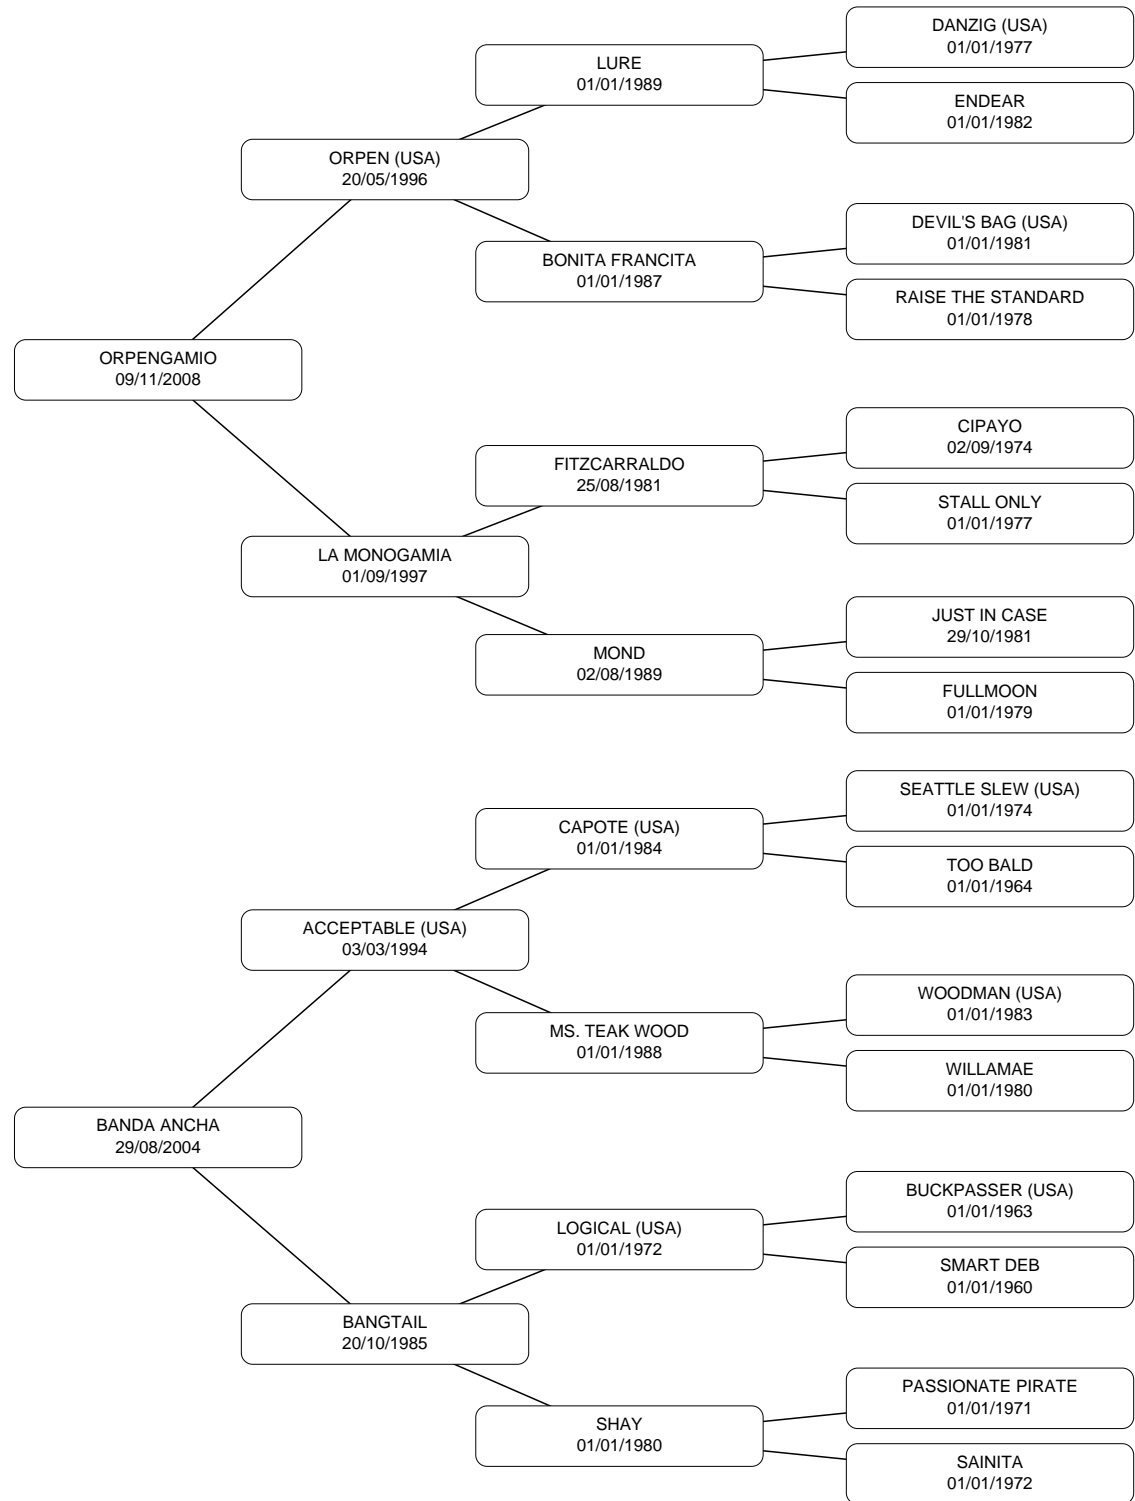 DANZIG (USA)
01/01/1977
LURE
01/01/1989
ENDEAR
01/01/1982
ORPEN (USA)
20/05/1996
DEVIL'S BAG (USA)
01/01/1981
BONITA FRANCITA
01/01/1987
RAISE THE STANDARD
01/01/1978
ORPENGAMIO
09/11/2008
CIPAYO
02/09/1974
FITZCARRALDO
25/08/1981
STALL ONLY
01/01/1977
LA MONOGAMIA
01/09/1997
JUST IN CASE
29/10/1981
MOND
02/08/1989
FULLMOON
01/01/1979
SEATTLE SLEW (USA)
01/01/1974
CAPOTE (USA)
01/01/1984
TOO BALD
01/01/1964
ACCEPTABLE (USA)
03/03/1994
WOODMAN (USA)
01/01/1983
MS. TEAK WOOD
01/01/1988
WILLAMAE
01/01/1980
BANDA ANCHA
29/08/2004
BUCKPASSER (USA)
01/01/1963
LOGICAL (USA)
01/01/1972
SMART DEB
01/01/1960
BANGTAIL
20/10/1985
PASSIONATE PIRATE
01/01/1971
SHAY
01/01/1980
SAINITA
01/01/1972